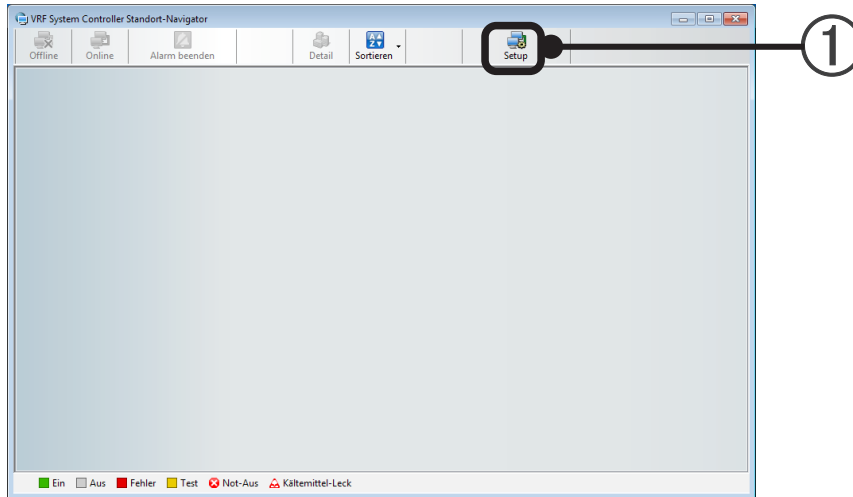 VRF System Controller Standort-Navigator
Offline Online Alarm beenden Detail Sortieren Setup
1
Ein Aus Fehler Test Not-Aus Kältemittel-Leck